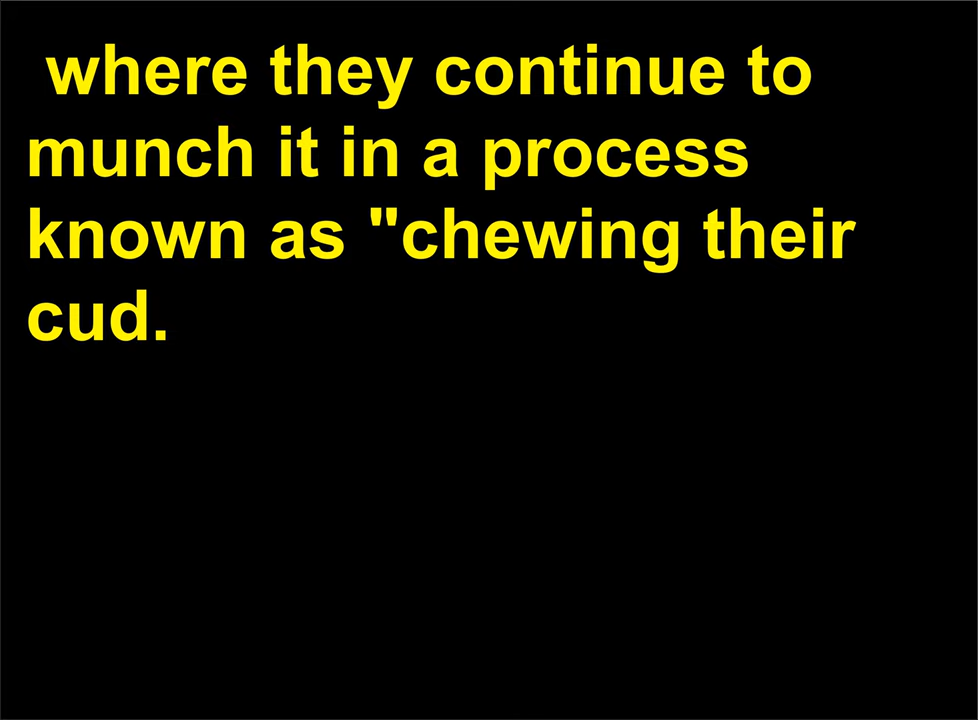 where they continue to
munch it in a process
known as "chewing their
cud.